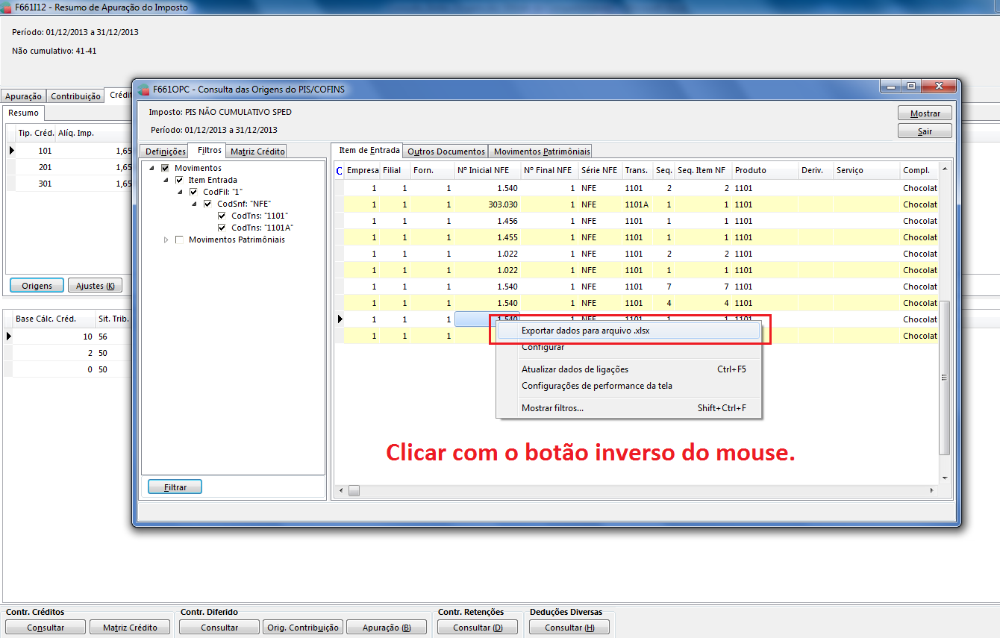 F661I12 - Resumo de Apuração do Imposto
Período: 01/12/2013 a 31/12/2013
Não cumulativo: 41-41
Apuração Contribuição
Resumo
Tip. Créd. Alíq. Imp.
101 1,65
201 1,65
301 1,65
Origens Ajustes (K)
Base Cálc. Créd. Sit. Trib.
10 56
2 50
0 50
F661OPC - Consulta das Origens do PIS/COFINS
Imposto: PIS NÃO CUMULATIVO SPED
Período: 01/12/2013 a 31/12/2013
Mostrar
Sair
Definições Filtros Matriz Crédito
Movimentos
Item Entrada
CodFil: "1"
CodSnf: "NFE"
CodTns: "1101"
CodTns: "1101A"
Movimentos Patrimôniais
Filtrar
Item de Entrada Outros Documentos Movimentos Patrimôniais
C Empresa Filial Forn. Nº Inicial NFE Nº Final NFE Série NFE Trans. Seq. Seq. Item NF Produto Deriv. Serviço Compl.
1 1 1 1.540 1 NFE 1101 2 2 1101 Chocolat
1 1 1 303.030 1 NFE 1101A 1 1 1101 Chocolat
1 1 1 1.456 1 NFE 1101 1 1 1101 Chocolat
1 1 1 1.455 1 NFE 1101 1 1 1101 Chocolat
1 1 1 1.022 1 NFE 1101 2 2 1101 Chocolat
1 1 1 1.022 1 NFE 1101 1 1 1101 Chocolat
1 1 1 1.540 1 NFE 1101 7 7 1101 Chocolat
1 1 1 1.540 1 NFE 1101 4 4 1101 Chocolat
1 1 1 1.540 1 NFE 1101 1 1 1101 Chocolat
1 1 1 Chocolat
Exportar dados para arquivo .xlsx
Configurar
Atualizar dados de ligações Ctrl+F5
Configurações de performance da tela
Mostrar filtros... Shift+Ctrl+F
Clicar com o botão inverso do mouse.
Contr. Créditos Contr. Diferido Contr. Retenções Deduções Diversas
Consultar Matriz Crédito Consultar Orig. Contribuição Apuração (B) Consultar (D) Consultar (H)